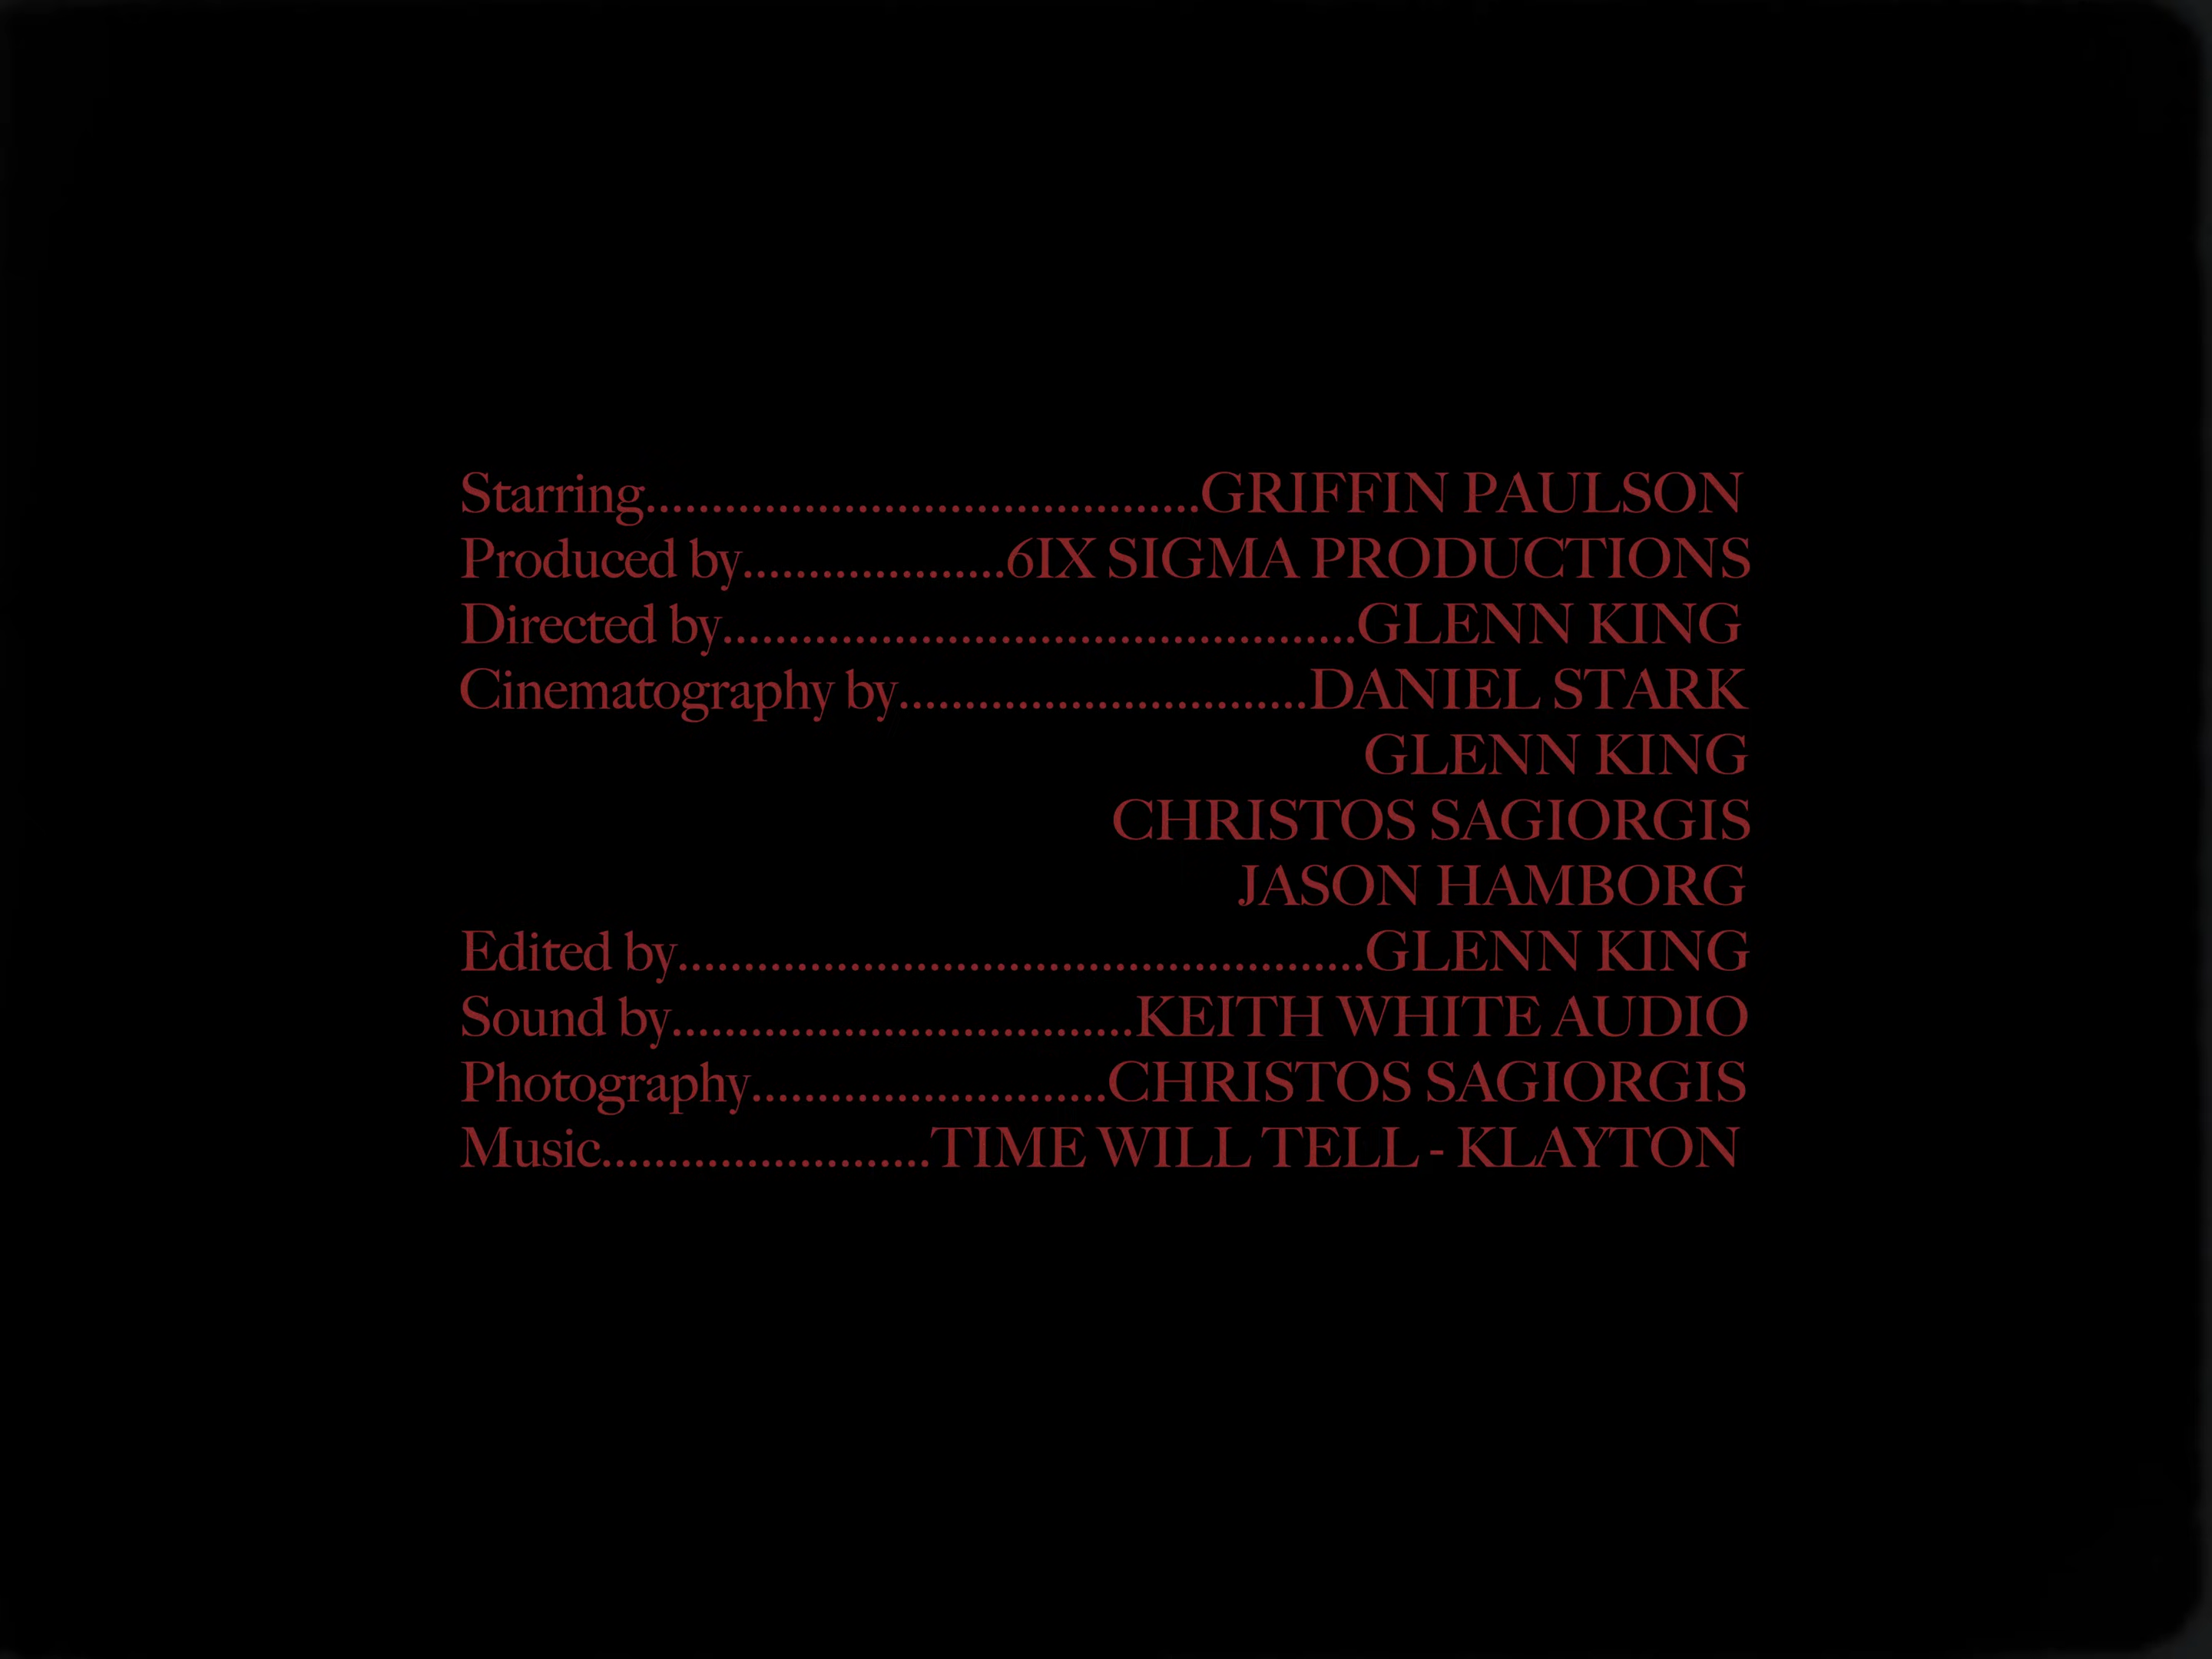 Starring..........................................GRIFFIN PAULSON
Produced by....................6IX SIGMA PRODUCTIONS
Directed by................................................GLENN KING
Cinematography by...............................DANIEL STARK
GLENN KING
CHRISTOS SAGIORGIS
JASON HAMBORG
Edited by....................................................GLENN KING
Sound by...................................KEITH WHITE AUDIO
Photography...........................CHRISTOS SAGIORGIS
Music.........................TIME WILL TELL - KLAYTON